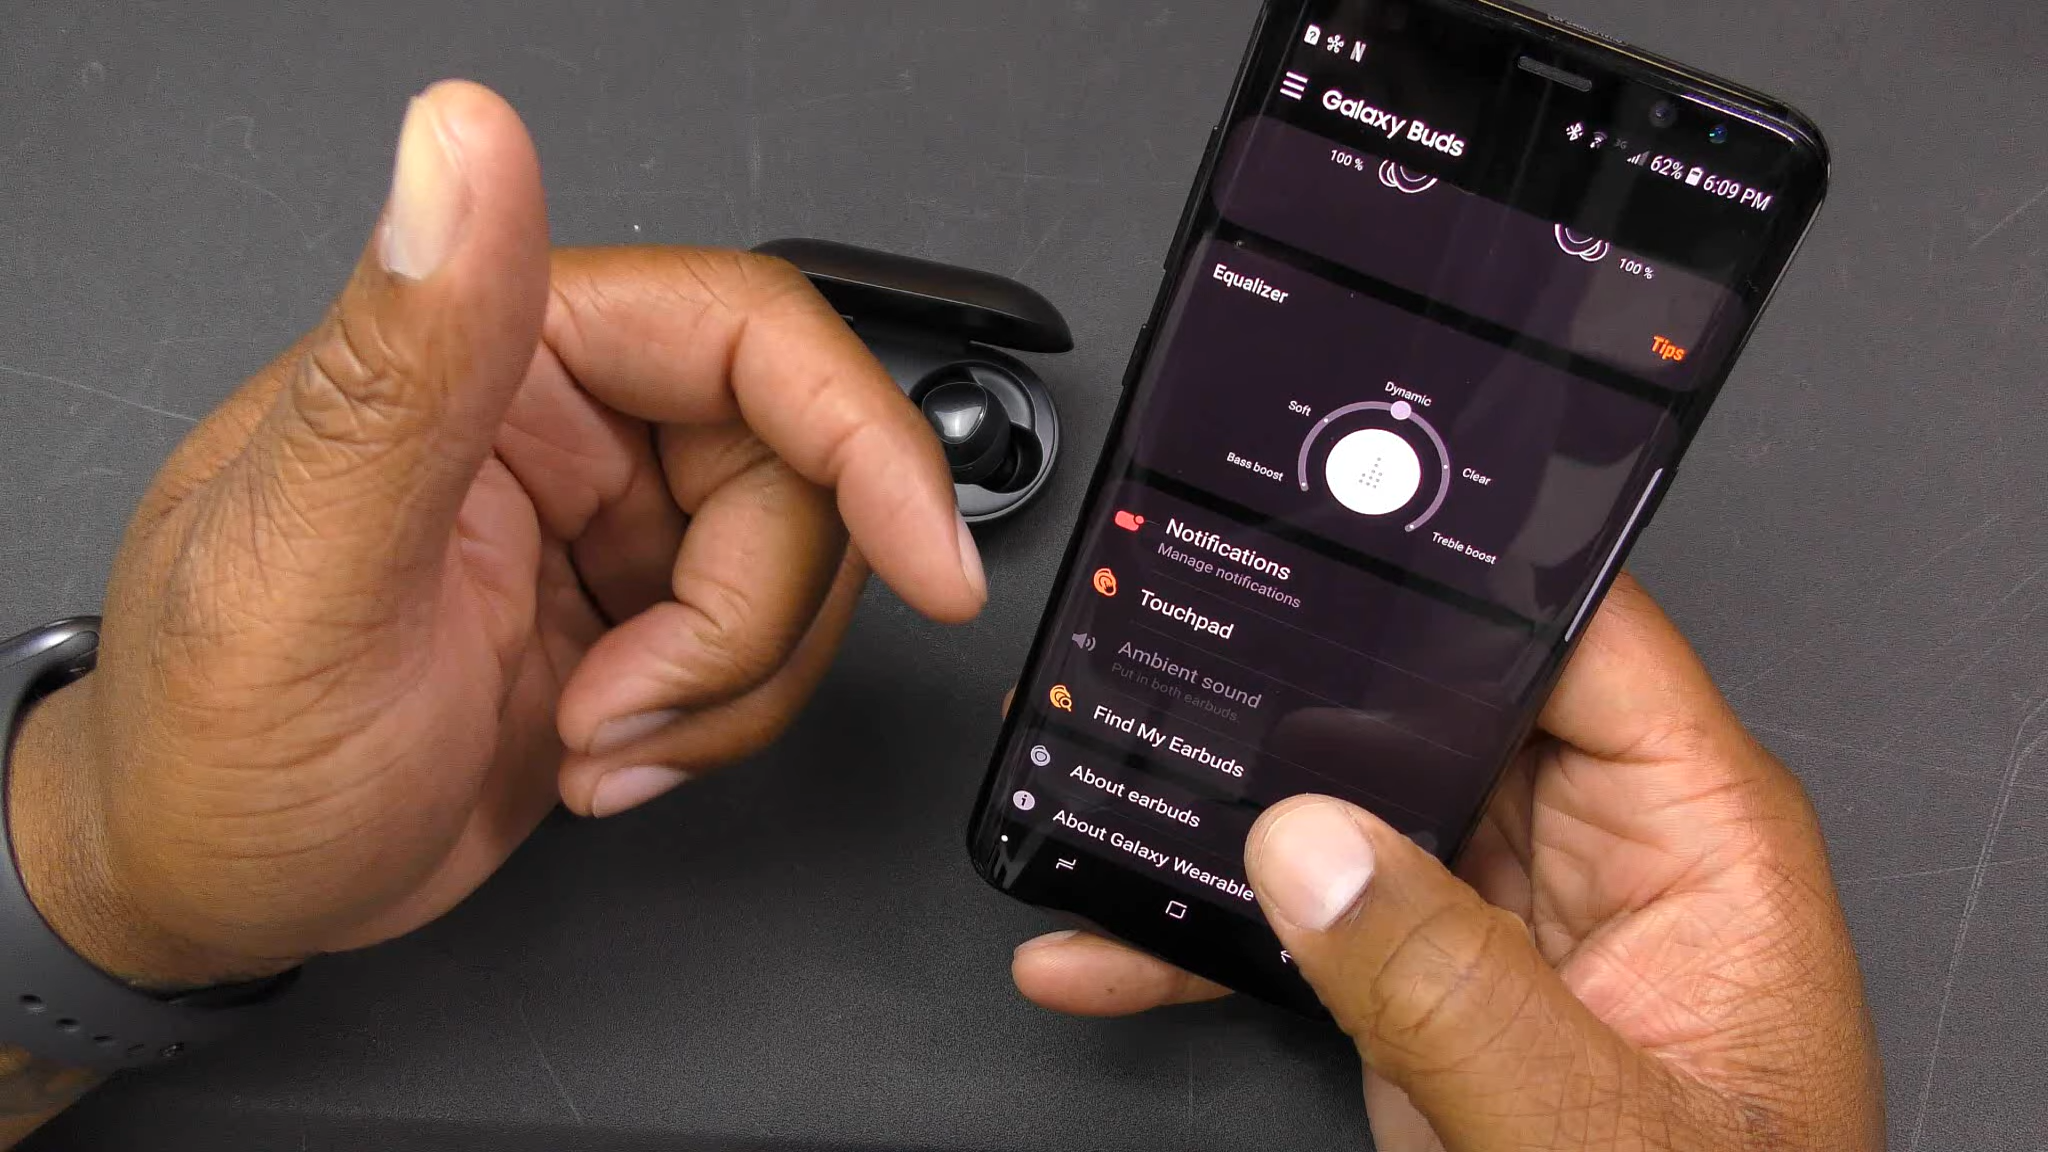 N
3G 62% 6:09 PM
Galaxy Buds
100 %
100 %
Equalizer
Tips
Dynamic
Soft
Clear
Bass boost
Treble boost
Notifications
Manage notifications
Touchpad
Ambient sound
Put in both earbuds.
Find My Earbuds
About earbuds
About Galaxy Wearable